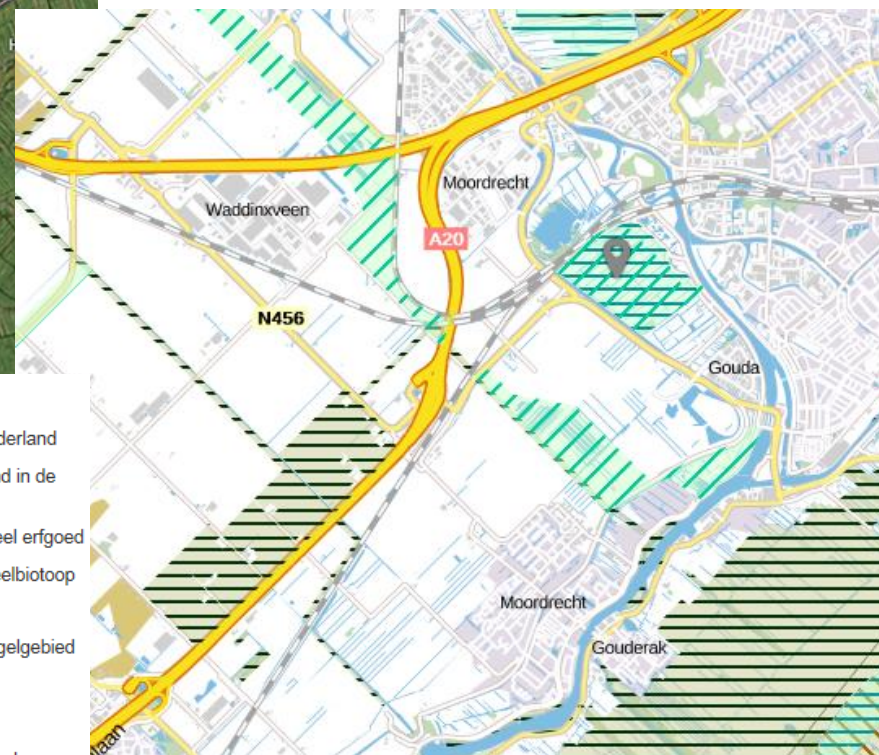 Moordrecht
Waddinxveen
A20
N456
Gouda
derland
d in de
eel erfgoed
elbiotoop
gelgebied
Moordrecht
Gouderak
laan